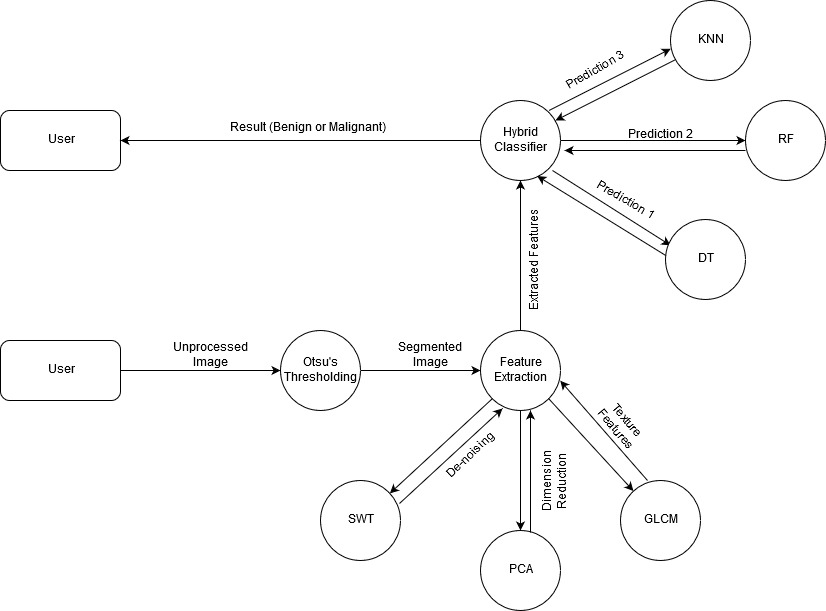 KNN
Prediction 3
Result (Benign or Malignant)
User
Hybrid
Classifier
Prediction 2
RF
Prediction 1
DT
Extracted Features
Unprocessed
Image
Segmented
Image
User
Otsu's
Thresholding
Feature
Extraction
Texture
Features
De-noising
Dimension
Reduction
SWT
GLCM
PCA